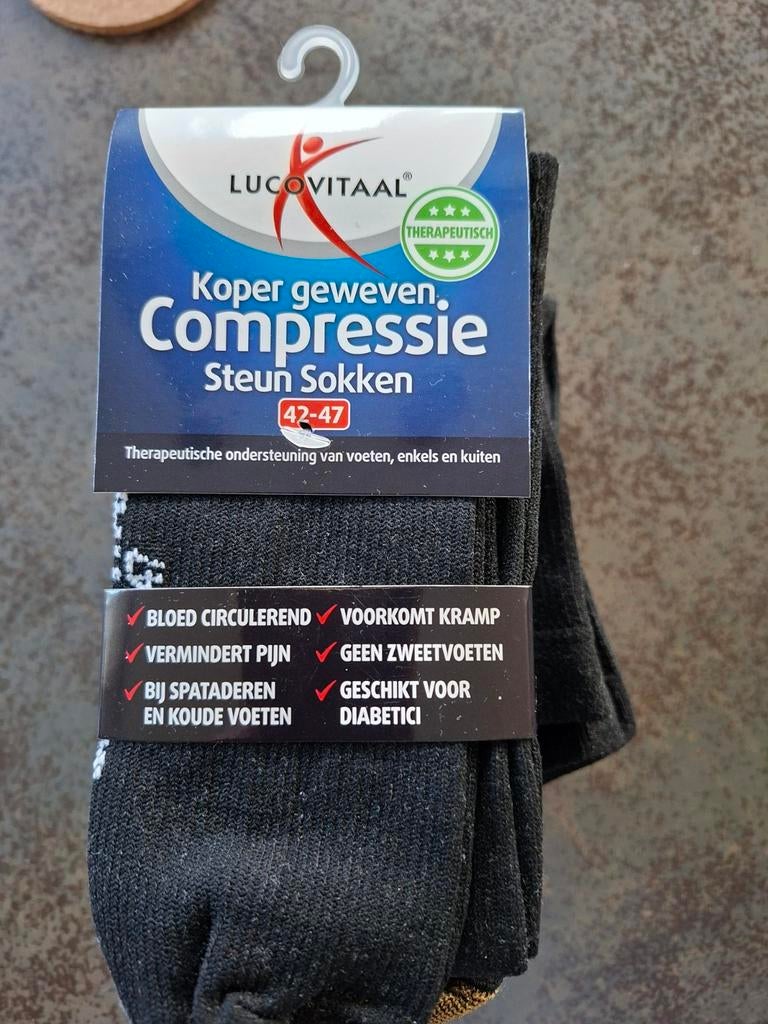 LUCOVITAAL®
THERAPEUTISCH
Koper geweven
Compressie
Steun Sokken
42-47
Therapeutische ondersteuning van voeten, enkels en kuiten
BLOED CIRCULEREND
VERMINDERT PIJN
BIJ SPATADEREN
EN KOUDE VOETEN
VOORKOMT KRAMP
GEEN ZWEETVOETEN
GESCHIKT VOOR
DIABETICI